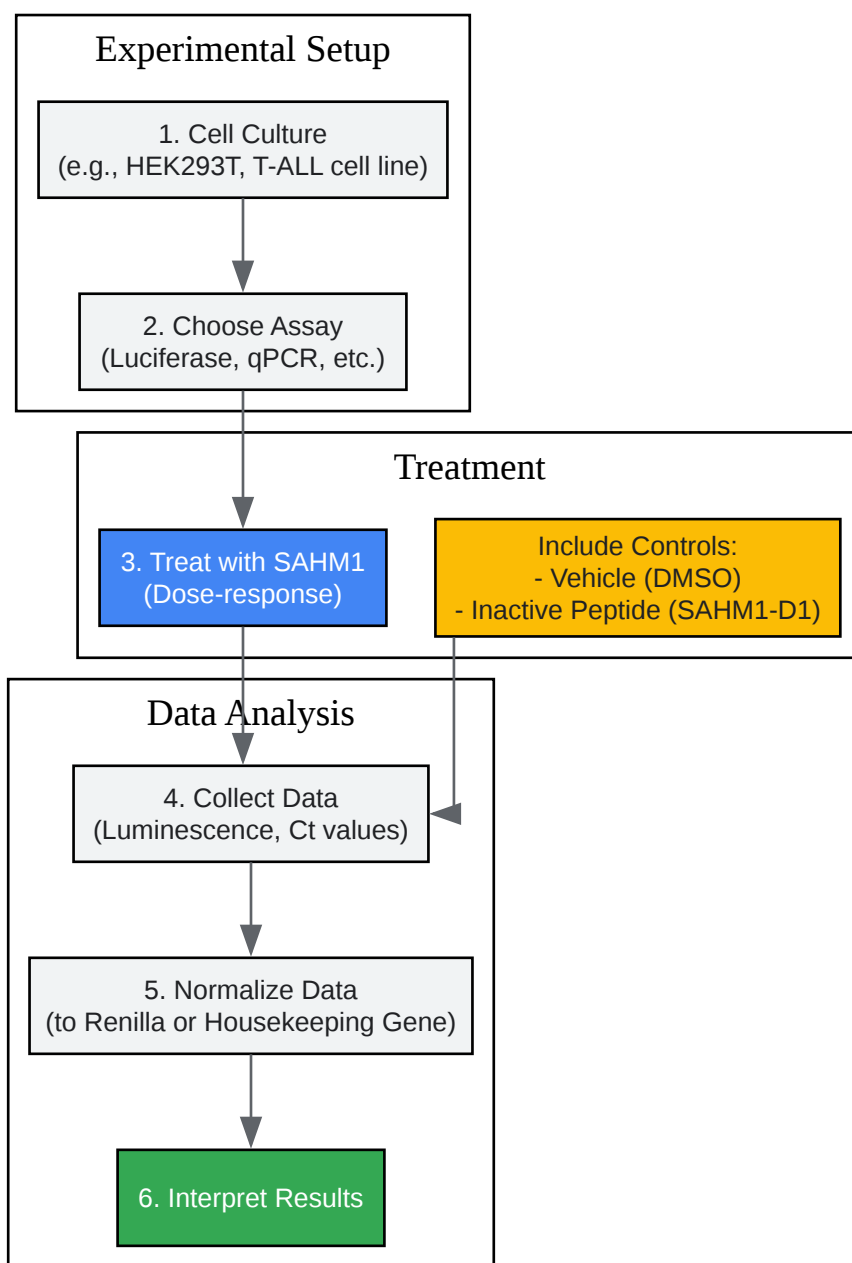 Experimental Setup
1. Cell Culture
(e.g., HEK293T, T-ALL cell line)
2. Choose Assay
(Luciferase, qPCR, etc.)
Treatment
3. Treat with SAHM1
(Dose-response)
Include Controls:
- Vehicle (DMSO)
- Inactive Peptide (SAHM1-D1)
Data Analysis
4. Collect Data
(Luminescence, Ct values)
5. Normalize Data
(to Renilla or Housekeeping Gene)
6. Interpret Results